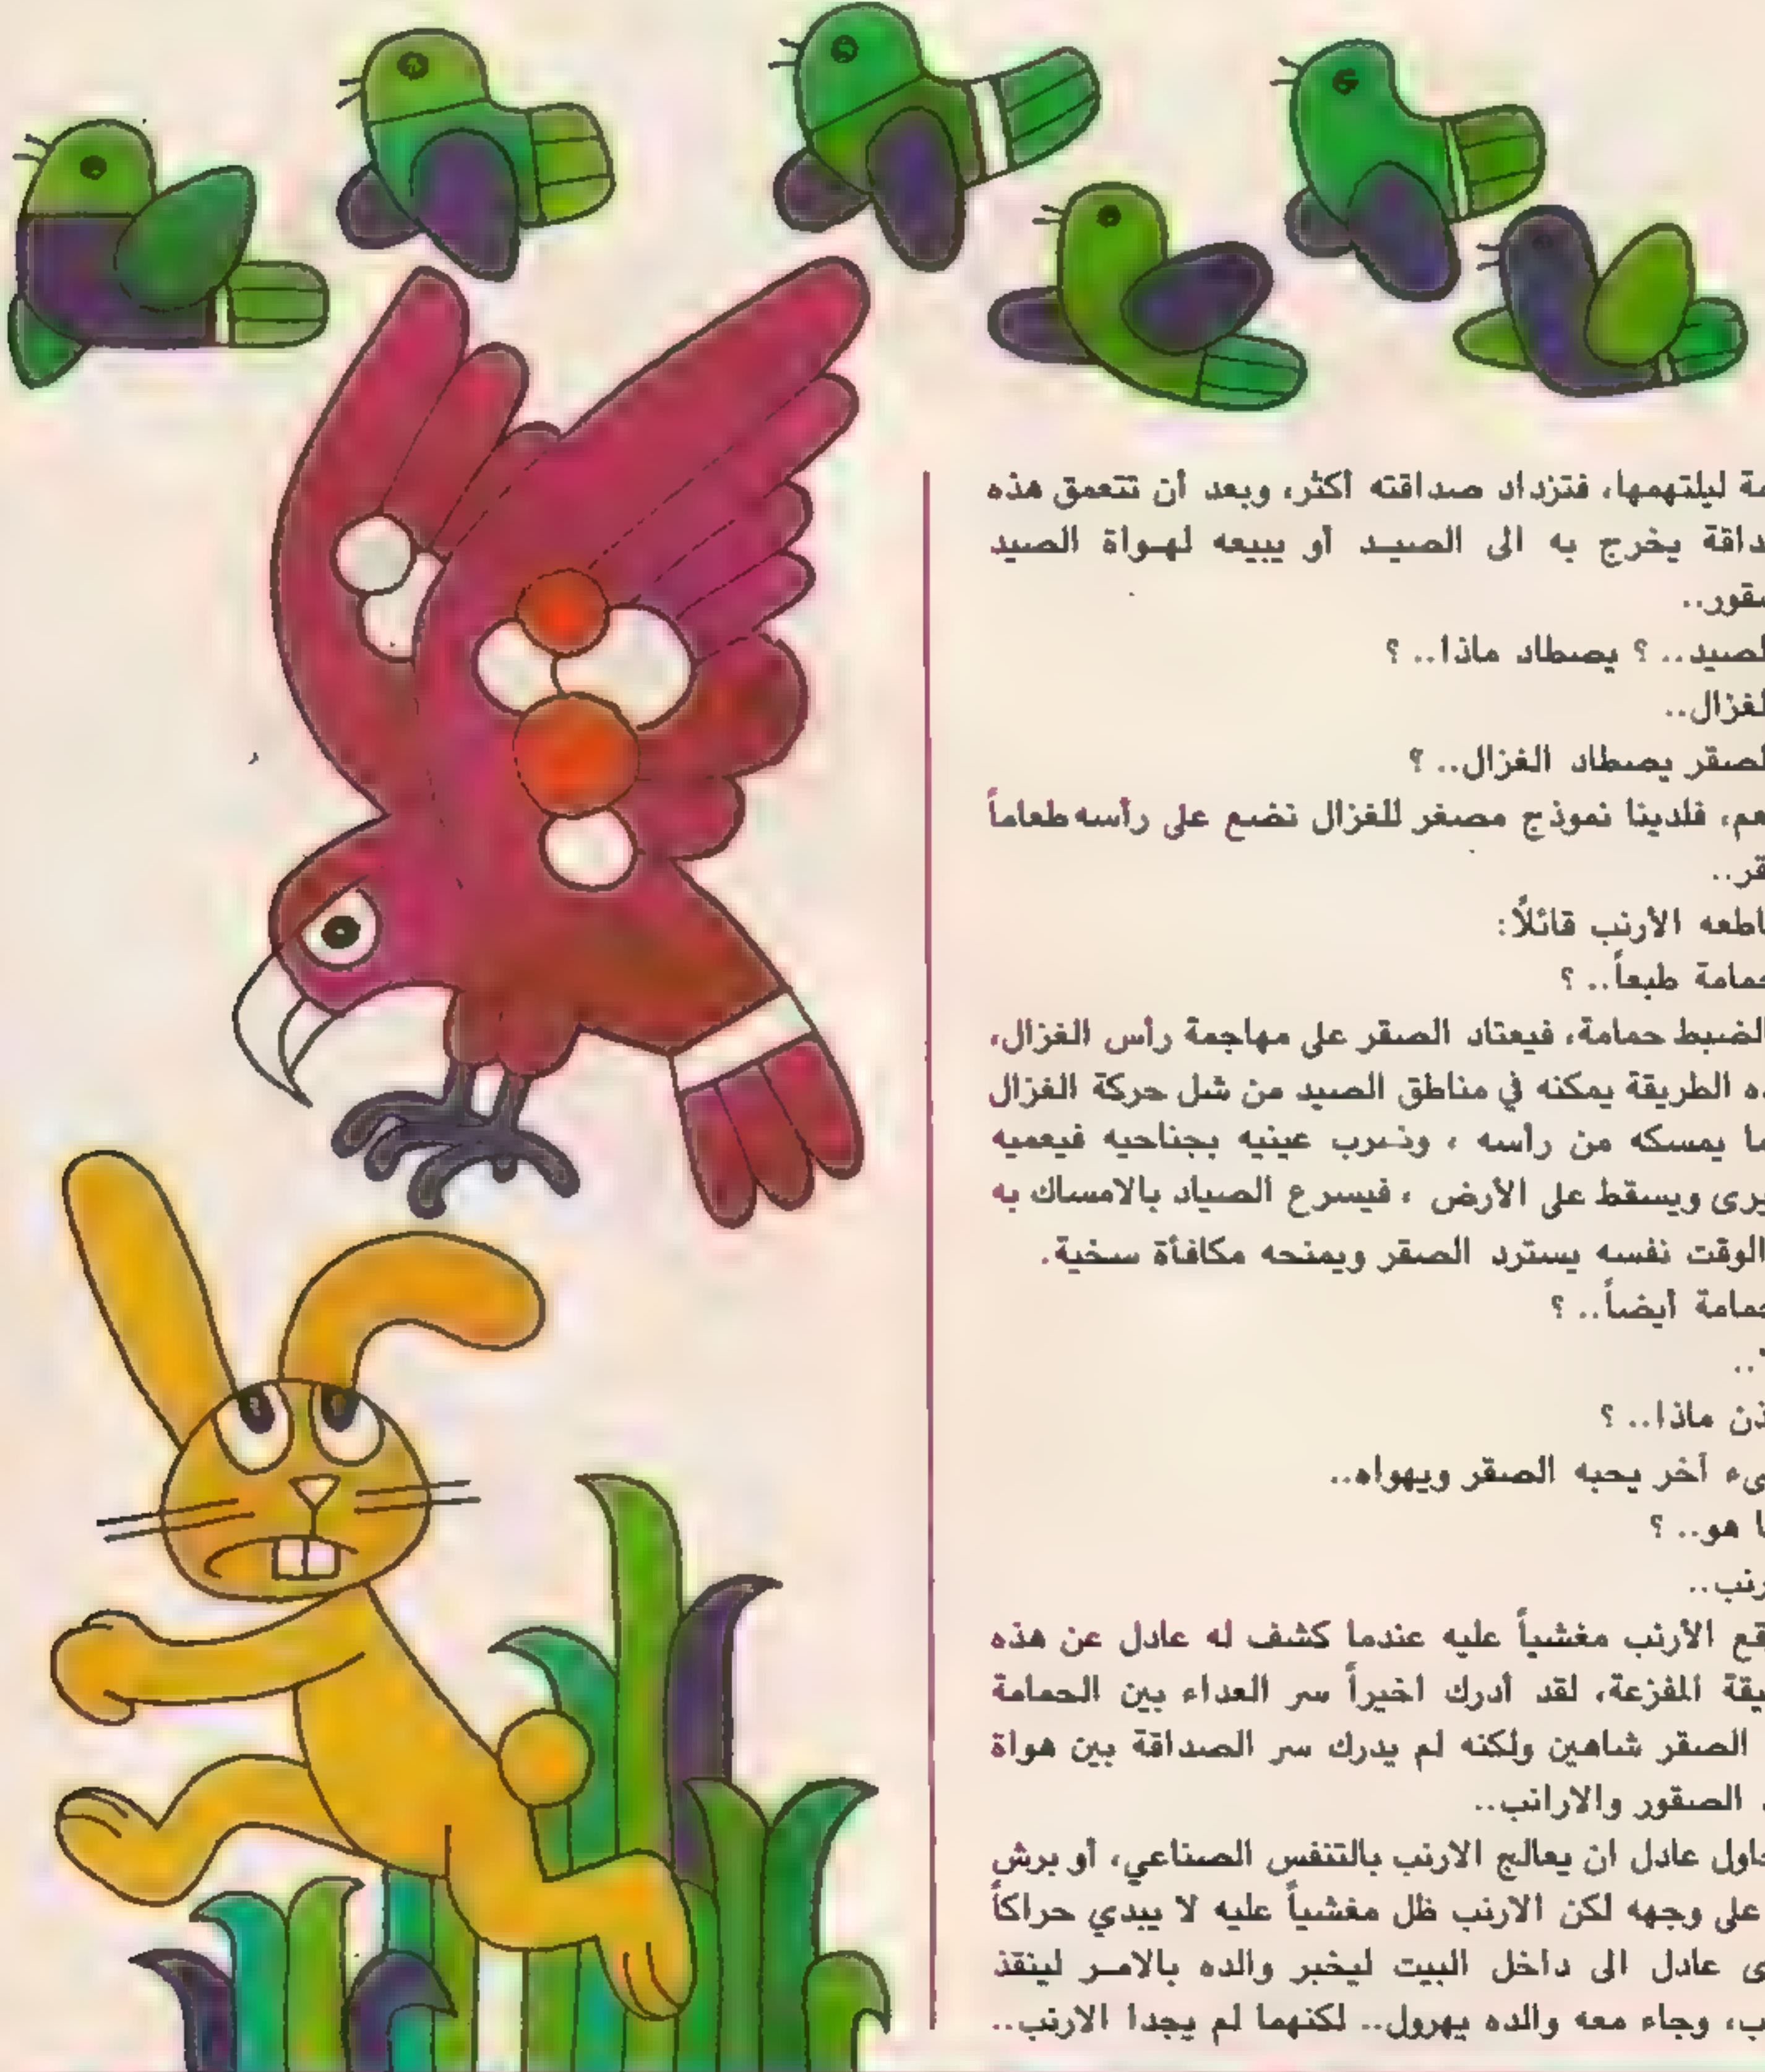 مة ليلتهمها، فتزداد صداقته أكثر، وبعد أن تتعمق هذه
داقة يخرج به الى الصيد أو يبيعه لهواة الصيد
مقور..
لصيد.. ؟ يصطاد ماذا.. ؟
لغزال..
لصقر يصطاد الغزال.. ؟
عم، فلدينا نموذج مصغر للغزال نضع على رأسه طعاماً
قر..
اطعه الأرنب قائلاً:
حمامة طبعاً.. ؟
الضبط حمامة، فيعتاد الصقر على مهاجمة رأس الغزال،
ه الطريقة يمكنه في مناطق الصيد من شل حركة الغزال
ما يمسكه من رأسه ، وضرب عينيه بجناحيه فيعميه
يرى ويسقط على الأرض ، فيسرع الصياد بالامساك به
الوقت نفسه يسترد الصقر ويمنحه مكافأة سخية.
حمامة أيضاً.. ؟
..
ذن ماذا.. ؟
يء آخر يحبه الصقر ويهواه..
ا هو.. ؟
رنب..
قع الأرنب مغشياً عليه عندما كشف له عادل عن هذه
يقة المفزعة، لقد أدرك اخيراً سر العداء بين الحمامة
الصقر شاهين ولكنه لم يدرك سر الصداقة بين هواة
الصقور والارانب..
حاول عادل ان يعالج الارنب بالتنفس الصناعي، أو برش
على وجهه لكن الارنب ظل مغشياً عليه لا يبدي حراكاً
ى عادل الى داخل البيت ليخبر والده بالامر لينقذ
ب، وجاء معه والده يهرول.. لكنهما لم يجدا الارنب..